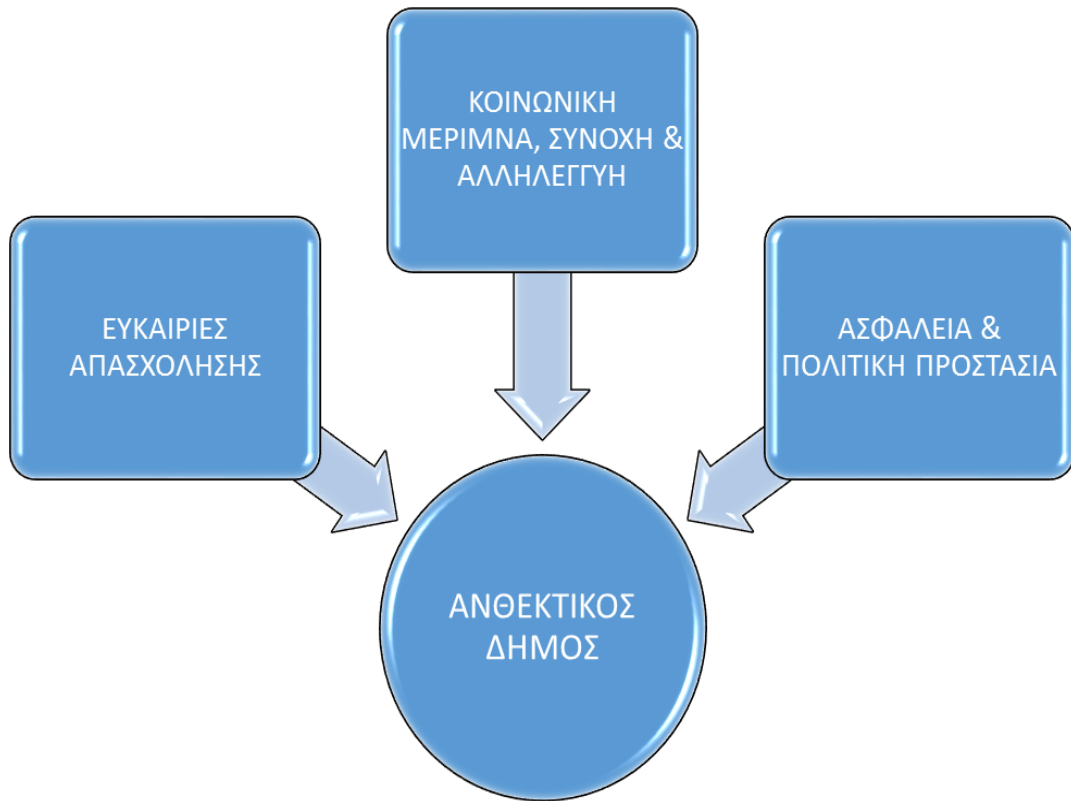 ΚΟΙΝΩΝΙΚΗ
ΜΕΡΙΜΝΑ, ΣΥΝΟΧΗ &
ΑΛΛΗΛΕΓΓΥΗ
ΕΥΚΑΙΡΙΕΣ
ΑΠΑΣΧΟΛΗΣΗΣ
ΑΣΦΑΛΕΙΑ &
ΠΟΛΙΤΙΚΗ ΠΡΟΣΤΑΣΙΑ
ΑΝΘΕΚΤΙΚΟΣ
ΔΗΜΟΣ